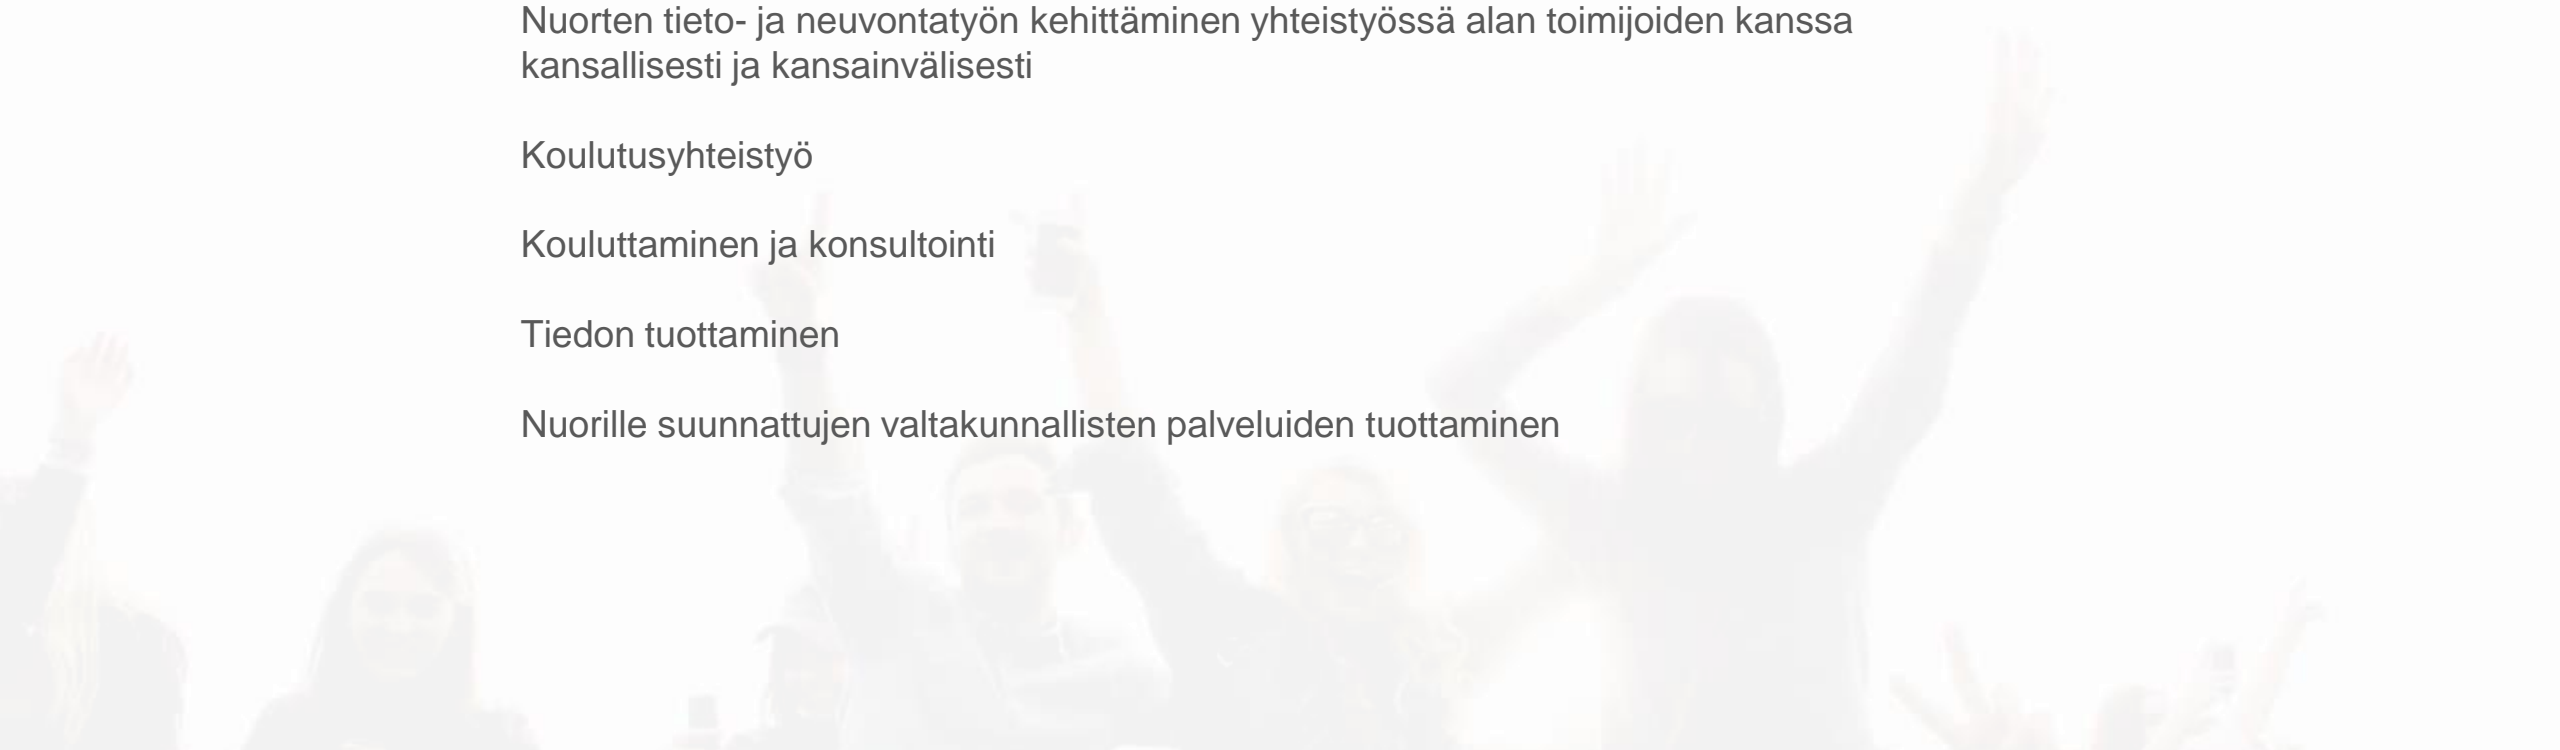 Nuorten tieto- ja neuvontatyön kehittäminen yhteistyössä alan toimijoiden kanssa
kansallisesti ja kansainvälisesti
Koulutusyhteistyö
Kouluttaminen ja konsultointi
Tiedon tuottaminen
Nuorille suunnattujen valtakunnallisten palveluiden tuottaminen